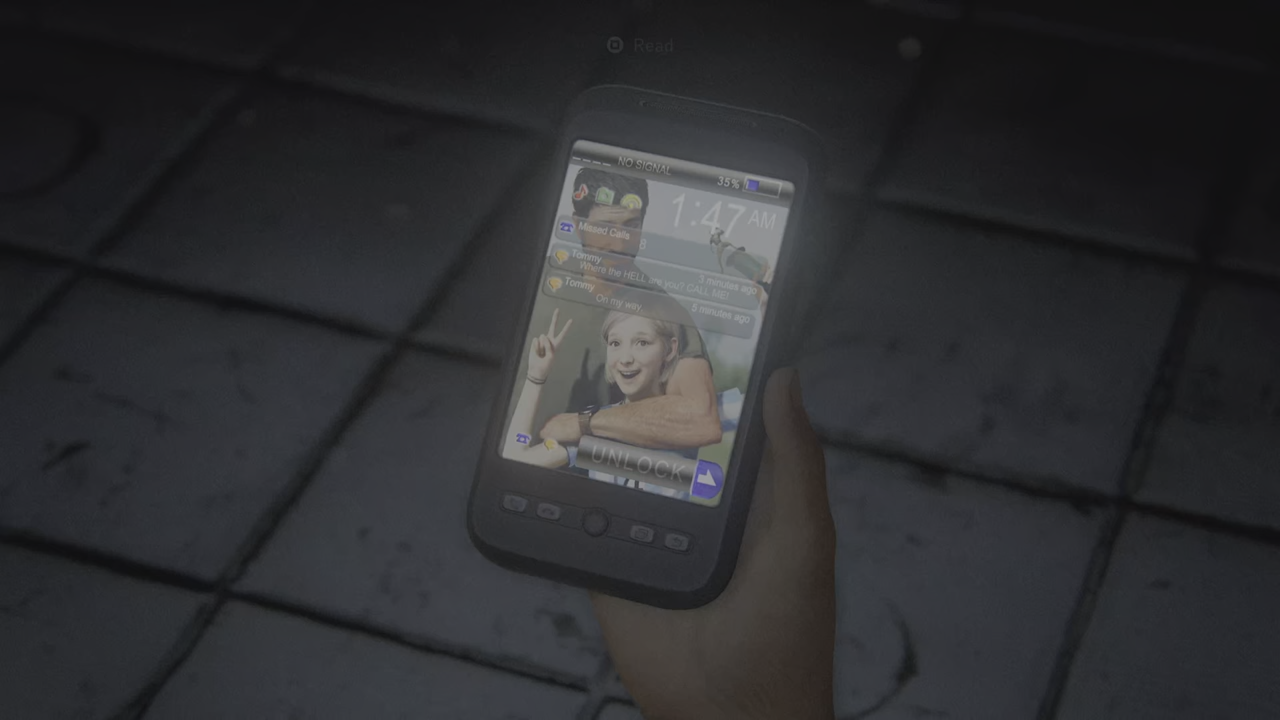 Read
NO SIGNAL 35%
1:47 AM
Missed Calls
8
Tommy 3 minutes ago
Where the HELL are you? CALL ME!
Tommy 5 minutes ago
On my way
UNLOCK